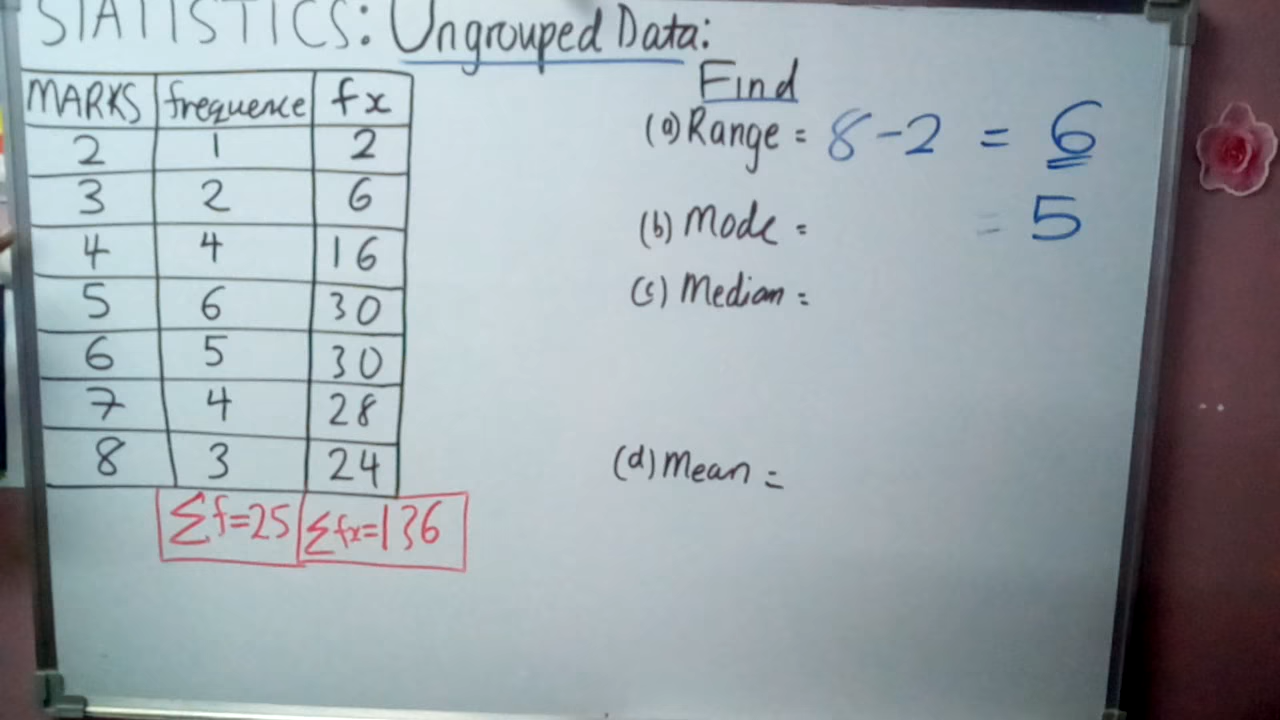 STATISTICS: Ungrouped Data:
MARKS frequence fx
2 1 2
3 2 6
4 4 16
5 6 30
6 5 30
7 4 28
8 3 24
∑f=25 ∑fx=136
Find
(a) Range = 8-2 = 6
(b) Mode = = 5
(c) Median =
(d) Mean =